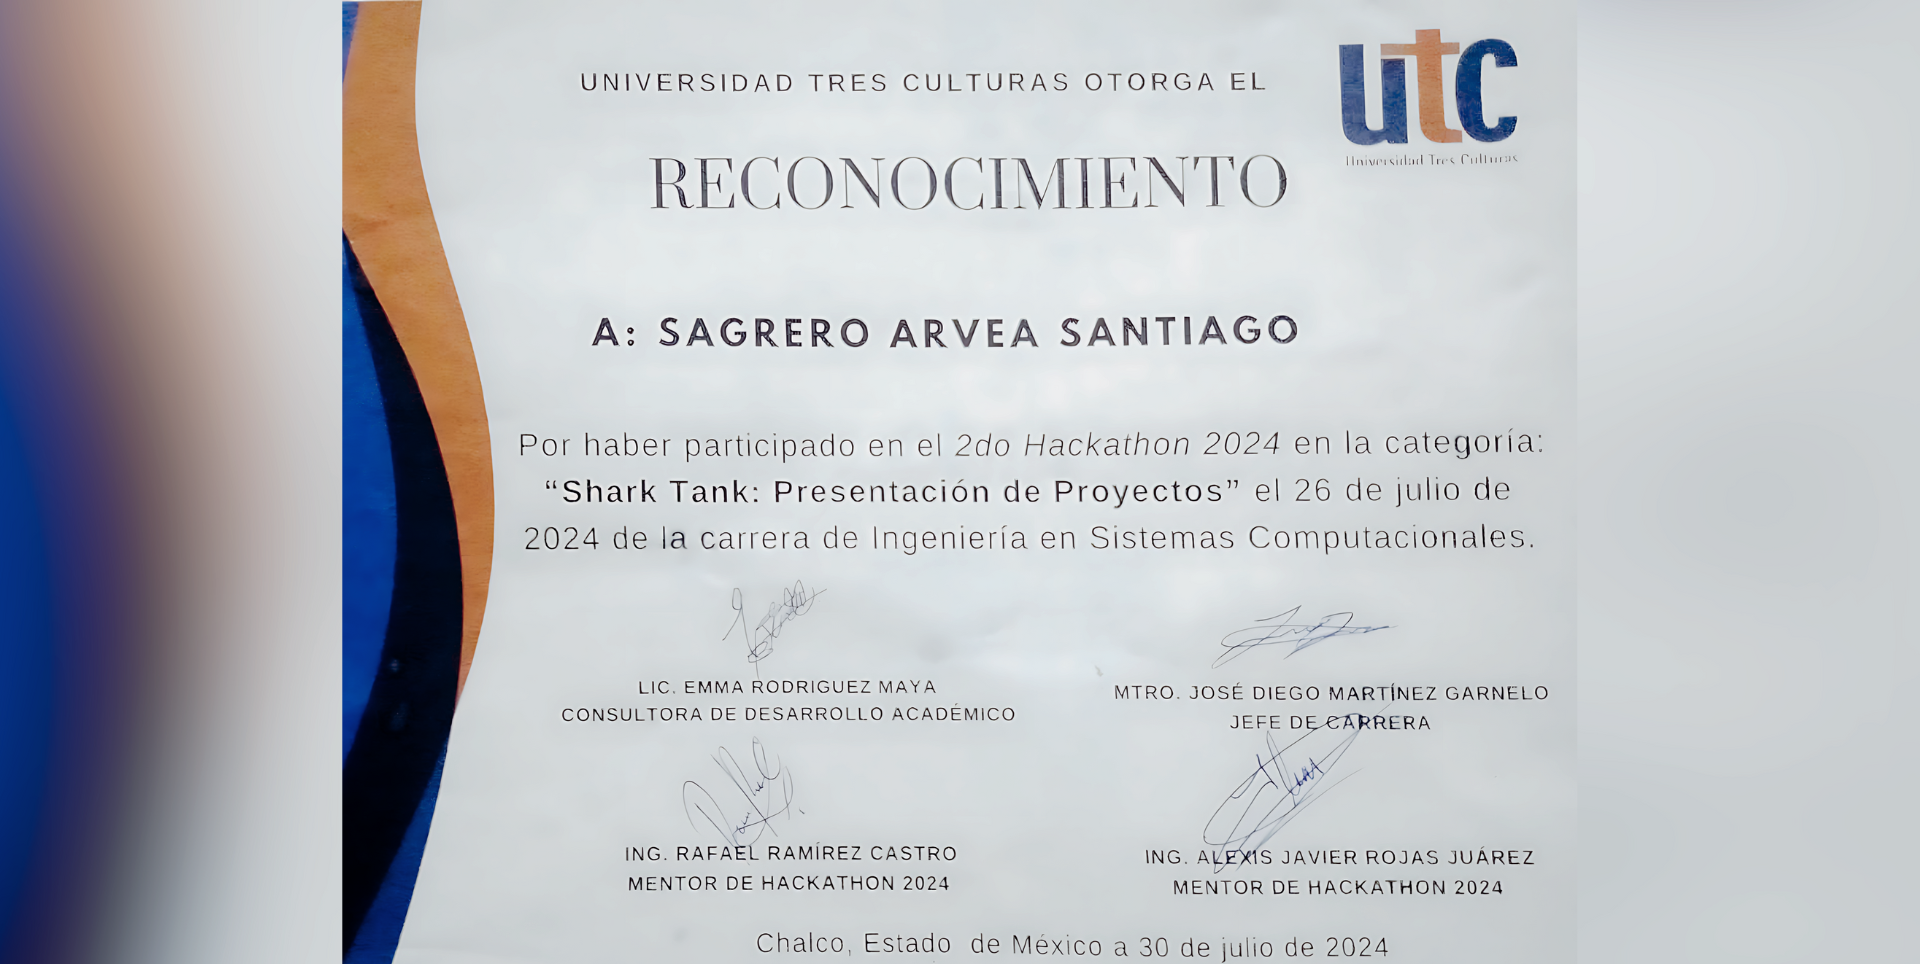 utc
Universidad Tres Culturas
UNIVERSIDAD TRES CULTURAS OTORGA EL
RECONOCIMIENTO
A: SAGRERO ARVEA SANTIAGO
Por haber participado en el 2do Hackathon 2024 en la categoría:
“Shark Tank: Presentación de Proyectos” el 26 de julio de
2024 de la carrera de Ingeniería en Sistemas Computacionales.
LIC. EMMA RODRIGUEZ MAYA
CONSULTORA DE DESARROLLO ACADÉMICO
MTRO. JOSÉ DIEGO MARTÍNEZ GARNELO
JEFE DE CARRERA
ING. RAFAEL RAMÍREZ CASTRO
MENTOR DE HACKATHON 2024
ING. ALEXIS JAVIER ROJAS JUÁREZ
MENTOR DE HACKATHON 2024
Chalco, Estado de México a 30 de julio de 2024